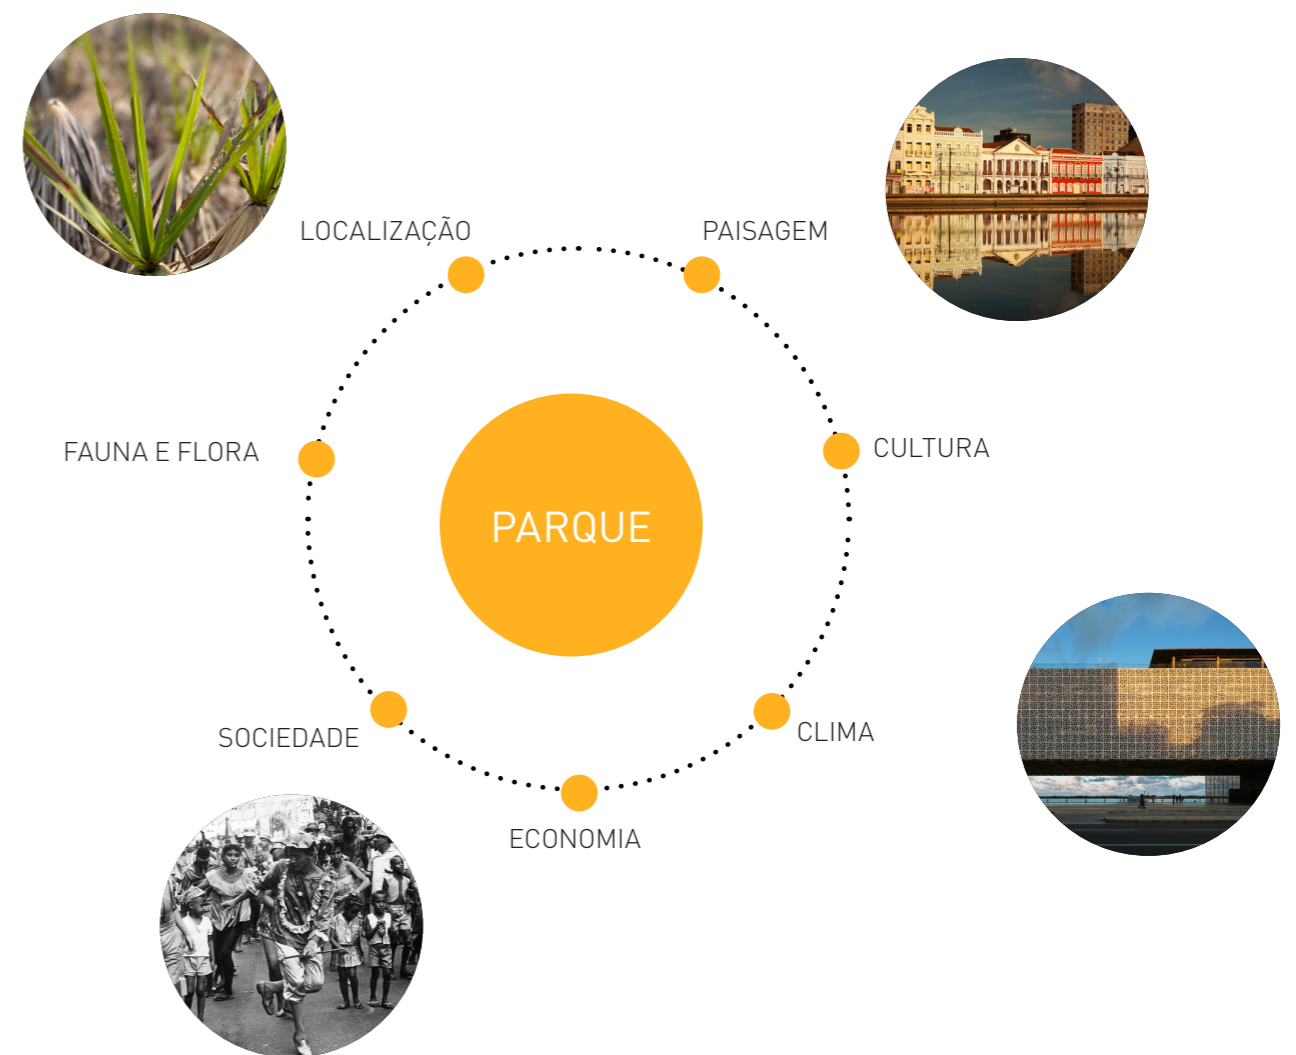 LOCALIZAÇÃO
PAISAGEM
FAUNA E FLORA
CULTURA
PARQUE
SOCIEDADE
CLIMA
ECONOMIA